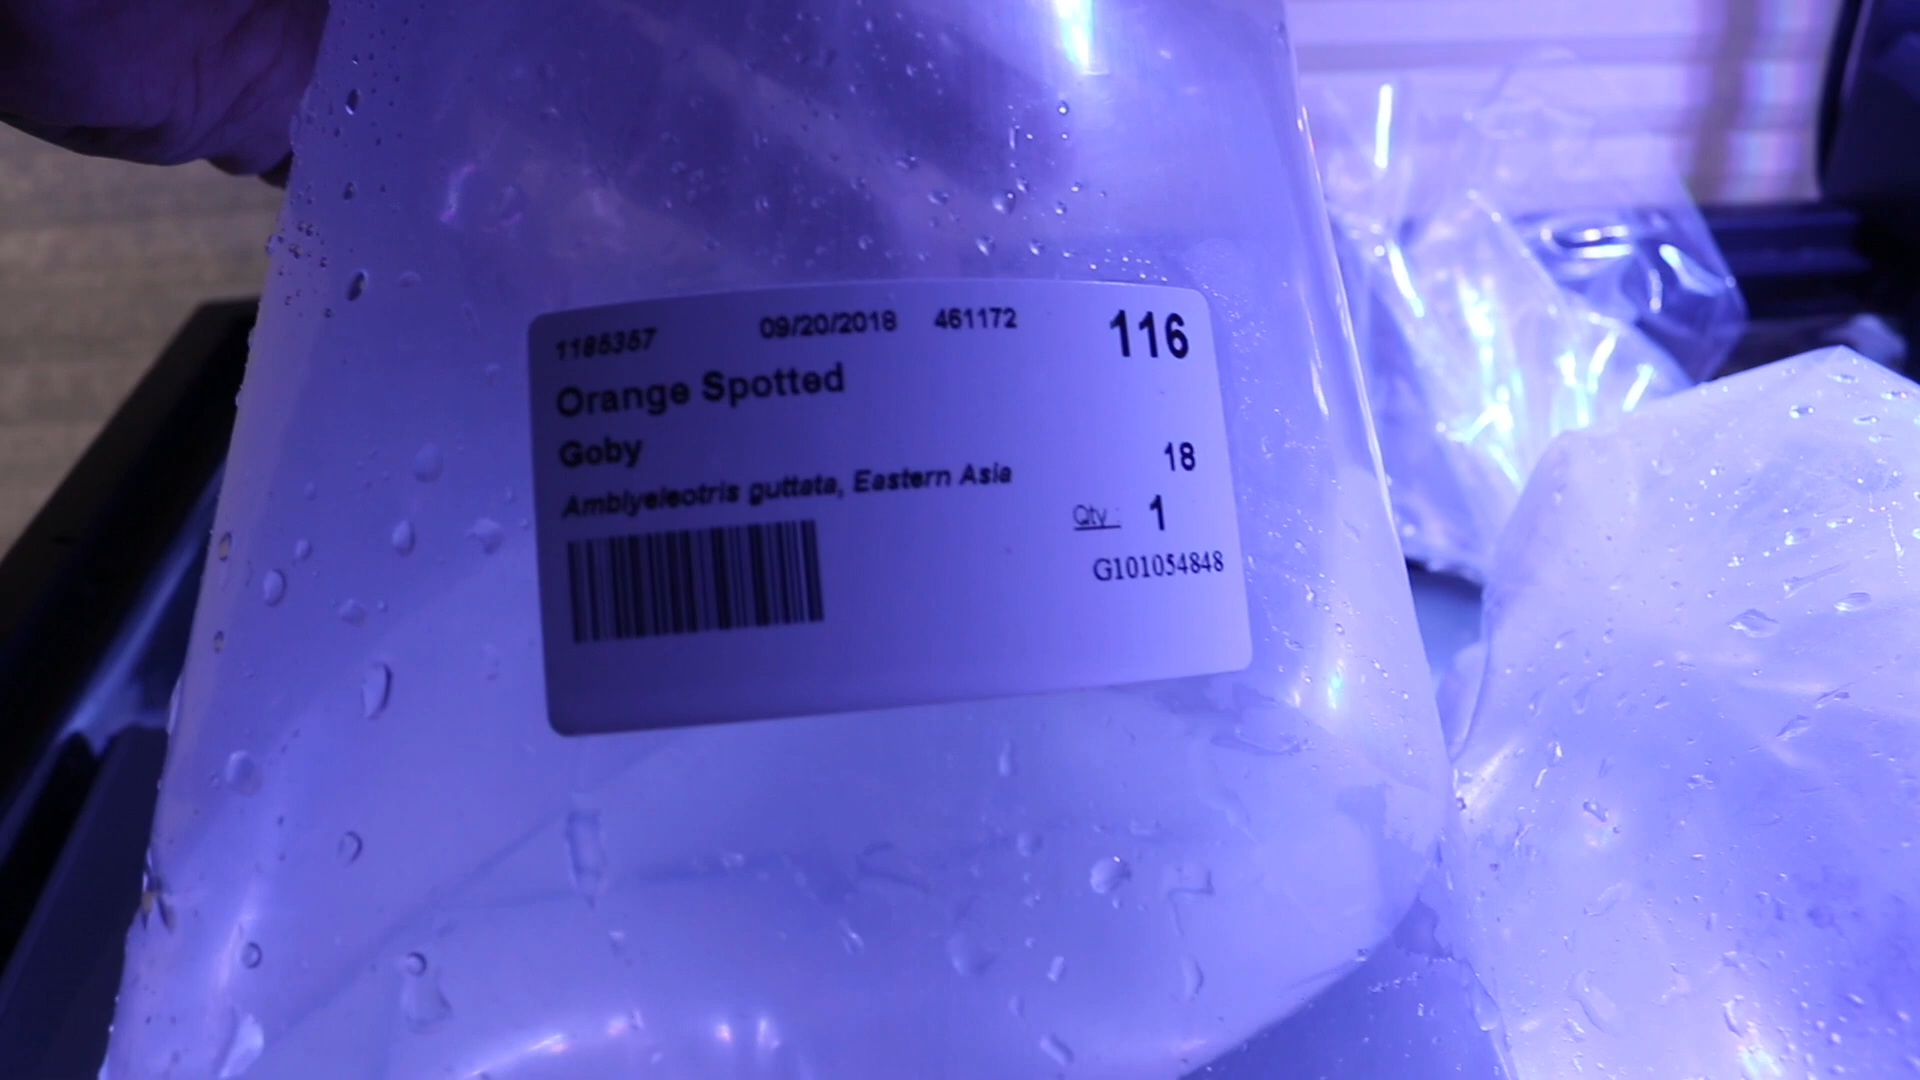 1185357 09/20/2018 461172 116
Orange Spotted
Goby
18
Amblyeleotris guttata, Eastern Asia
Qty : 1
G101054848